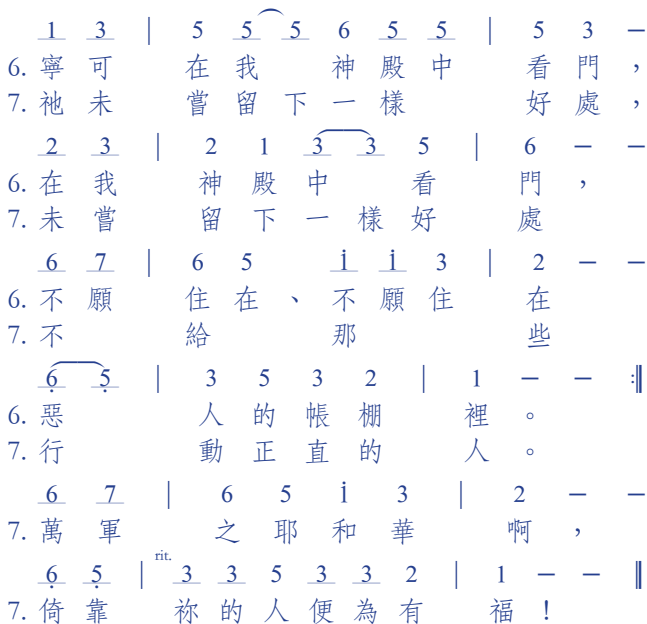 1 3 | 5 5 5 6 5 5 | 5 3 –
6. 寧可 在我 神殿中 看門，
7. 祂未 嘗留下一樣 好處，
2 3 | 2 1 3 3 5 | 6 – –
6. 在我 神殿中 看 門，
7. 未嘗 留下一樣好 處
6 7 | 6 5 i i 3 | 2 – –
6. 不願 住在、不願住 在
7. 不 給 那 些
6̣ 5̣ | 3 5 3 2 | 1 – – :‖
6. 惡 人的帳棚 裡。
7. 行 動正直的 人。
6 7 | 6 5 i 3 | 2 – –
7. 萬軍 之耶和華 啊，
rit.
6̣ 5̣ | 3 3 5 3 3 2 | 1 – – ‖
7. 倚靠 祢的人便為有 福！